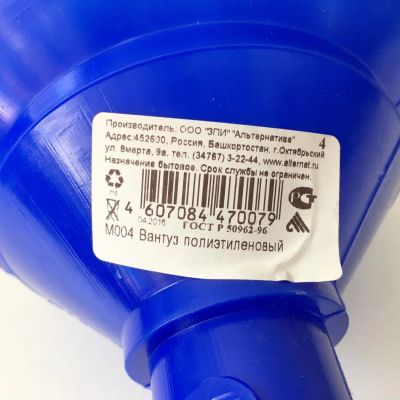 Производитель: ООО "ЗПИ" "Альтернатива"
Адрес:452600, Россия, Башкортостан, г.Октябрьский
ул. 8марта, 9а, тел. (34767) 3-22-44, www.alternat.ru
Назначение бытовое. Срок службы не ограничен.
4
4 607084 470079
04.2016
ГОСТ Р 50962-96
М004 Вантуз полиэтиленовый